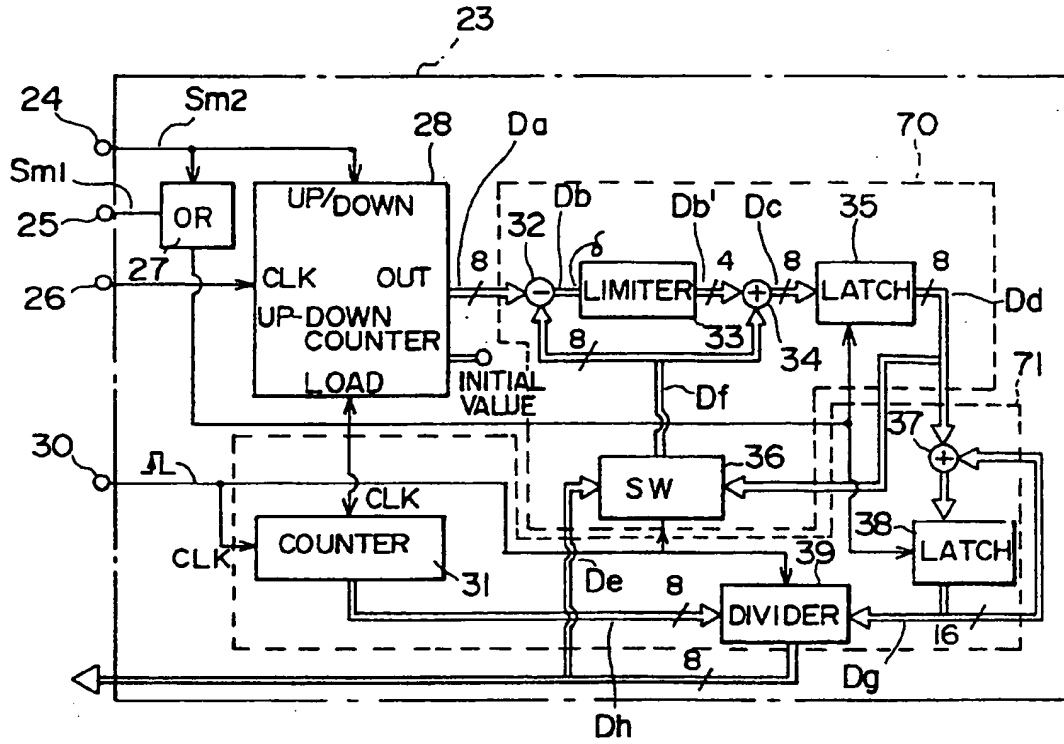 23
24
Sm2
28
Da
70
Sm1
OR
UP/DOWN
32
Db
Db'
Dc
35
25
27
8
δ
4
8
8
26
CLK
OUT
LIMITER
LATCH
Dd
UP-DOWN
COUNTER
33
34
8
LOAD
INITIAL
VALUE
Df
71
30
37
36
CLK
SW
38
COUNTER
39
LATCH
CLK
31
De
8
DIVIDER
16
8
Dg
Dh